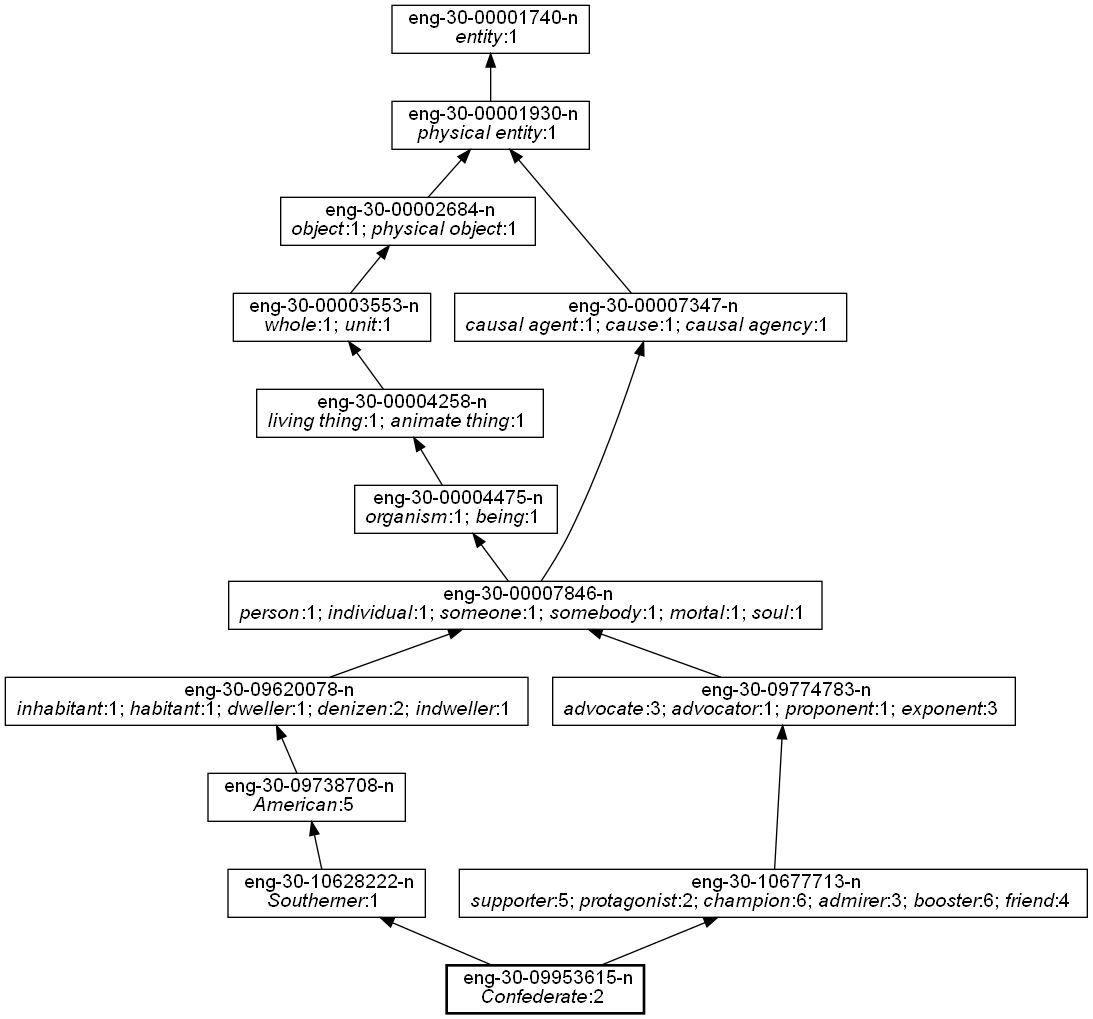 eng-30-00001740-n
entity:1
eng-30-00001930-n
physical entity:1
eng-30-00002684-n
object:1; physical object:1
eng-30-00003553-n
whole:1; unit:1
eng-30-00007347-n
causal agent:1; cause:1; causal agency:1
eng-30-00004258-n
living thing:1; animate thing:1
eng-30-00004475-n
organism:1; being:1
eng-30-00007846-n
person:1; individual:1; someone:1; somebody:1; mortal:1; soul:1
eng-30-09620078-n
inhabitant:1; habitant:1; dweller:1; denizen:2; indweller:1
eng-30-09774783-n
advocate:3; advocator:1; proponent:1; exponent:3
eng-30-09738708-n
American:5
eng-30-10628222-n
Southerner:1
eng-30-10677713-n
supporter:5; protagonist:2; champion:6; admirer:3; booster:6; friend:4
eng-30-09953615-n
Confederate:2